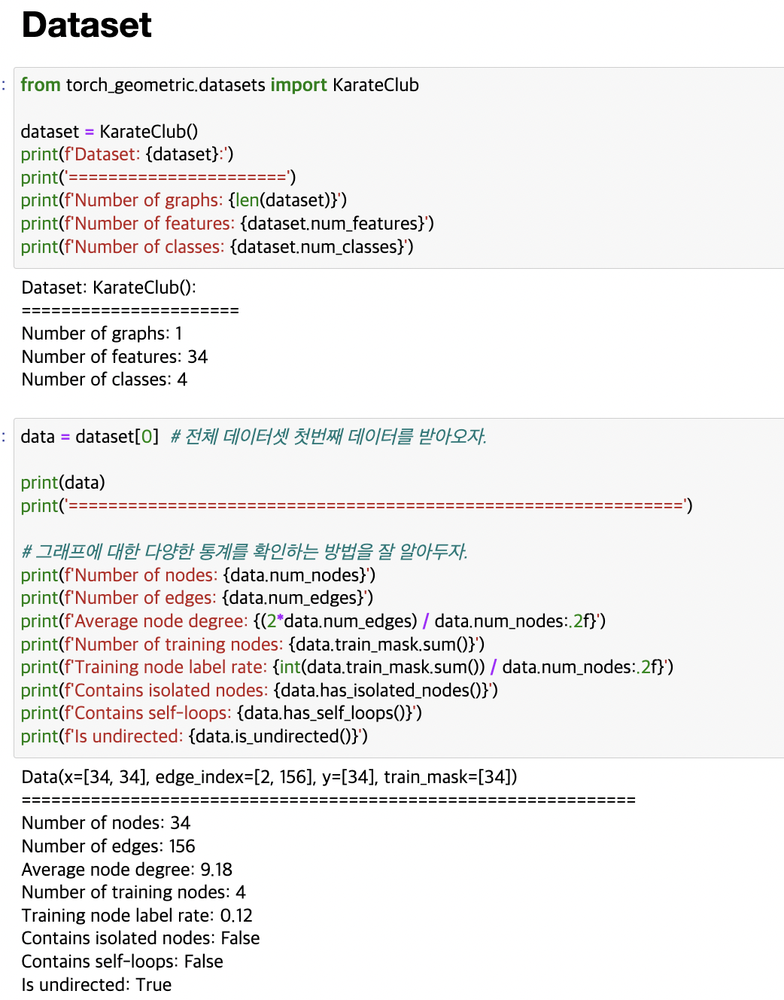 Dataset
: from torch_geometric.datasets import KarateClub
dataset = KarateClub()
print(f'Dataset: {dataset}:')
print('======================')
print(f'Number of graphs: {len(dataset)}')
print(f'Number of features: {dataset.num_features}')
print(f'Number of classes: {dataset.num_classes}')
Dataset: KarateClub():
======================
Number of graphs: 1
Number of features: 34
Number of classes: 4
: data = dataset[0] # 전체 데이터셋 첫번째 데이터를 받아오자.
print(data)
print('==============================================================')
# 그래프에 대한 다양한 통계를 확인하는 방법을 잘 알아두자.
print(f'Number of nodes: {data.num_nodes}')
print(f'Number of edges: {data.num_edges}')
print(f'Average node degree: {(2*data.num_edges) / data.num_nodes:.2f}')
print(f'Number of training nodes: {data.train_mask.sum()}')
print(f'Training node label rate: {int(data.train_mask.sum()) / data.num_nodes:.2f}')
print(f'Contains isolated nodes: {data.has_isolated_nodes()}')
print(f'Contains self-loops: {data.has_self_loops()}')
print(f'Is undirected: {data.is_undirected()}')
Data(x=[34, 34], edge_index=[2, 156], y=[34], train_mask=[34])
==============================================================
Number of nodes: 34
Number of edges: 156
Average node degree: 9.18
Number of training nodes: 4
Training node label rate: 0.12
Contains isolated nodes: False
Contains self-loops: False
Is undirected: True